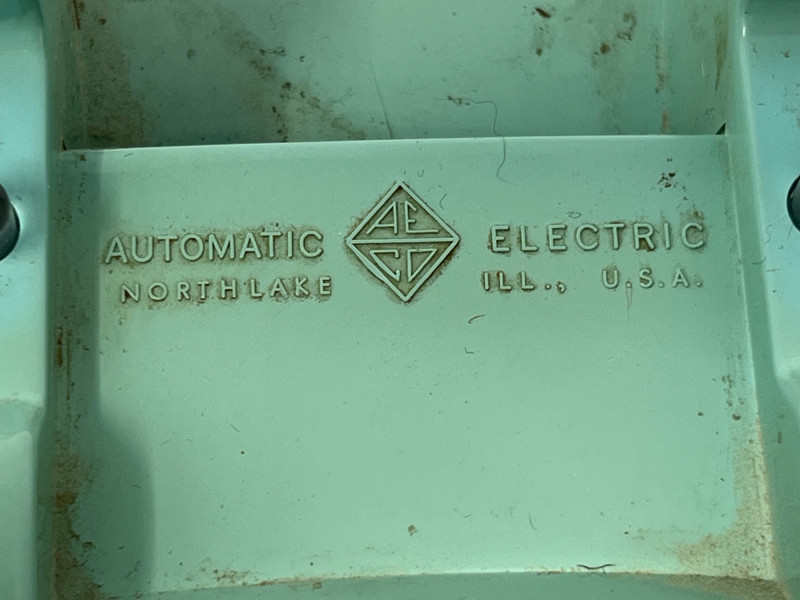 AUTOMATIC AE CO ELECTRIC
NORTHLAKE ILL., U.S.A.